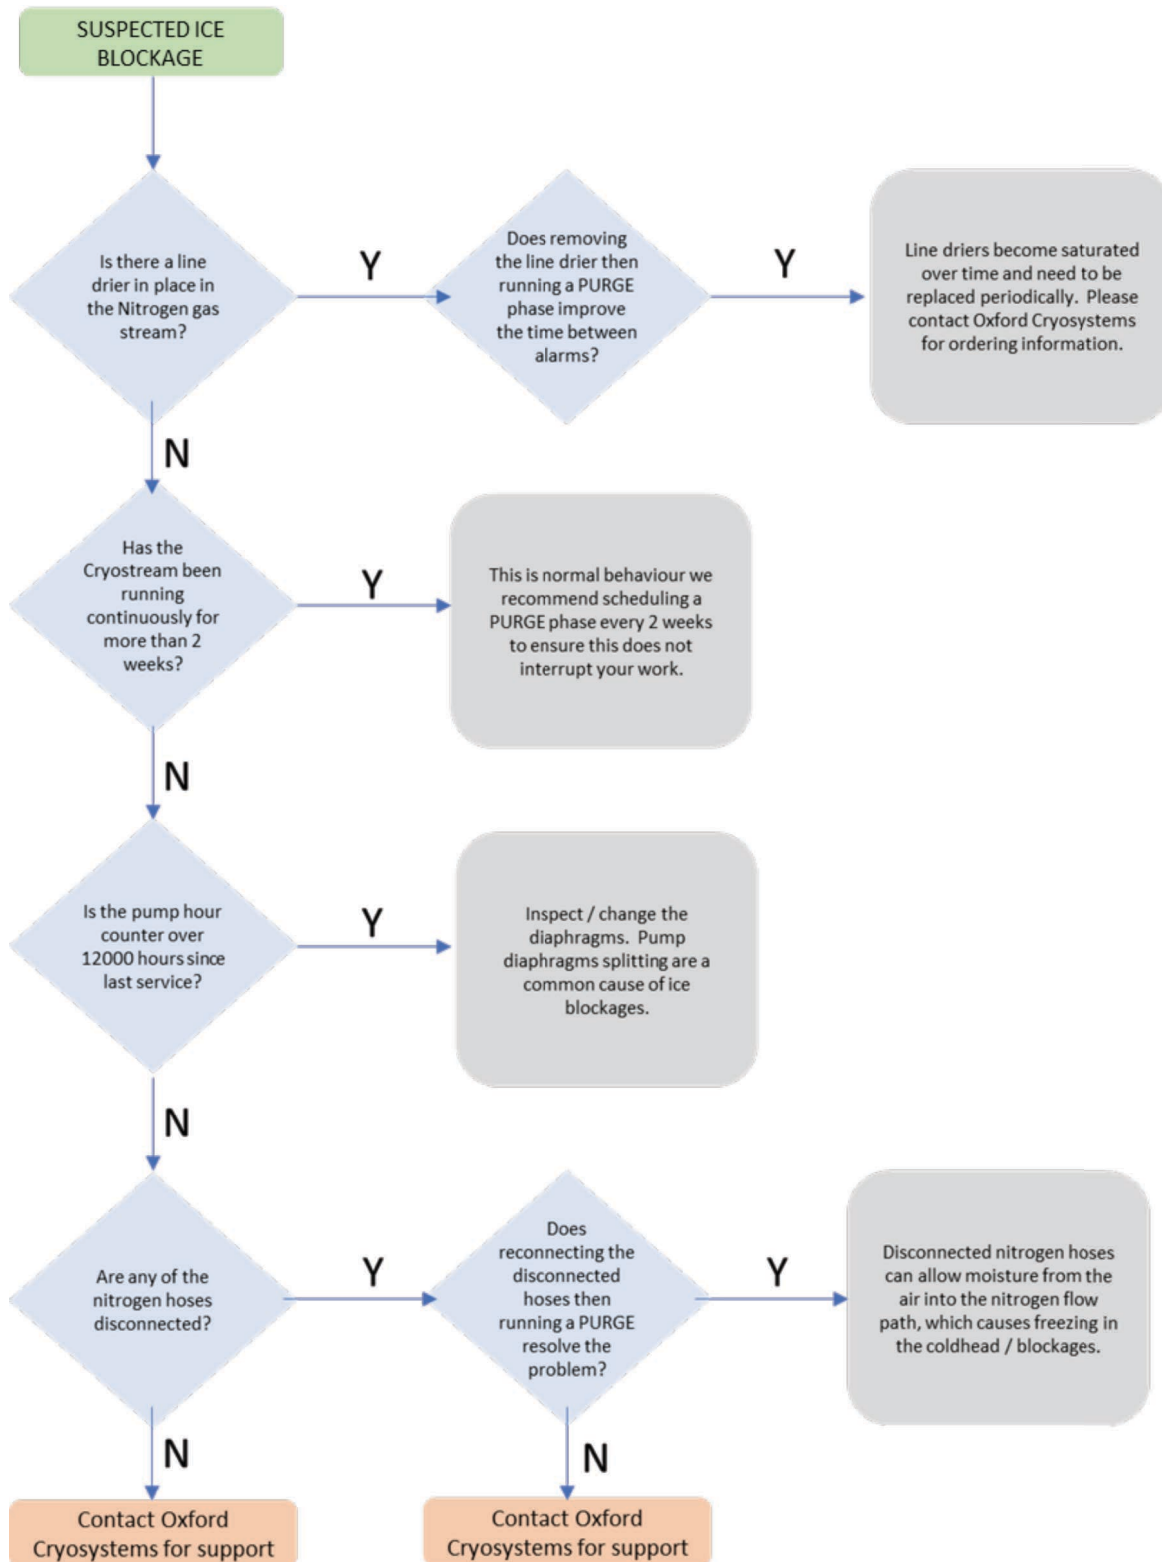 SUSPECTED ICE
BLOCKAGE
Is there a line
drier in place in
the Nitrogen gas
stream?
Y
Does removing
the line drier then
running a PURGE
phase improve
the time between
alarms?
Y
Line driers become saturated
over time and need to be
replaced periodically. Please
contact Oxford Cryosystems
for ordering information.
N
Has the
Cryostream been
running
continuously for
more than 2
weeks?
Y
This is normal behaviour we
recommend scheduling a
PURGE phase every 2 weeks
to ensure this does not
interrupt your work.
N
Is the pump hour
counter over
12000 hours since
last service?
Y
Inspect / change the
diaphragms. Pump
diaphragms splitting are a
common cause of ice
blockages.
N
Are any of the
nitrogen hoses
disconnected?
Y
Does
reconnecting the
disconnected
hoses then
running a PURGE
resolve the
problem?
Y
Disconnected nitrogen hoses
can allow moisture from the
air into the nitrogen flow
path, which causes freezing in
the coldhead / blockages.
N
N
Contact Oxford
Cryosystems for support
Contact Oxford
Cryosystems for support